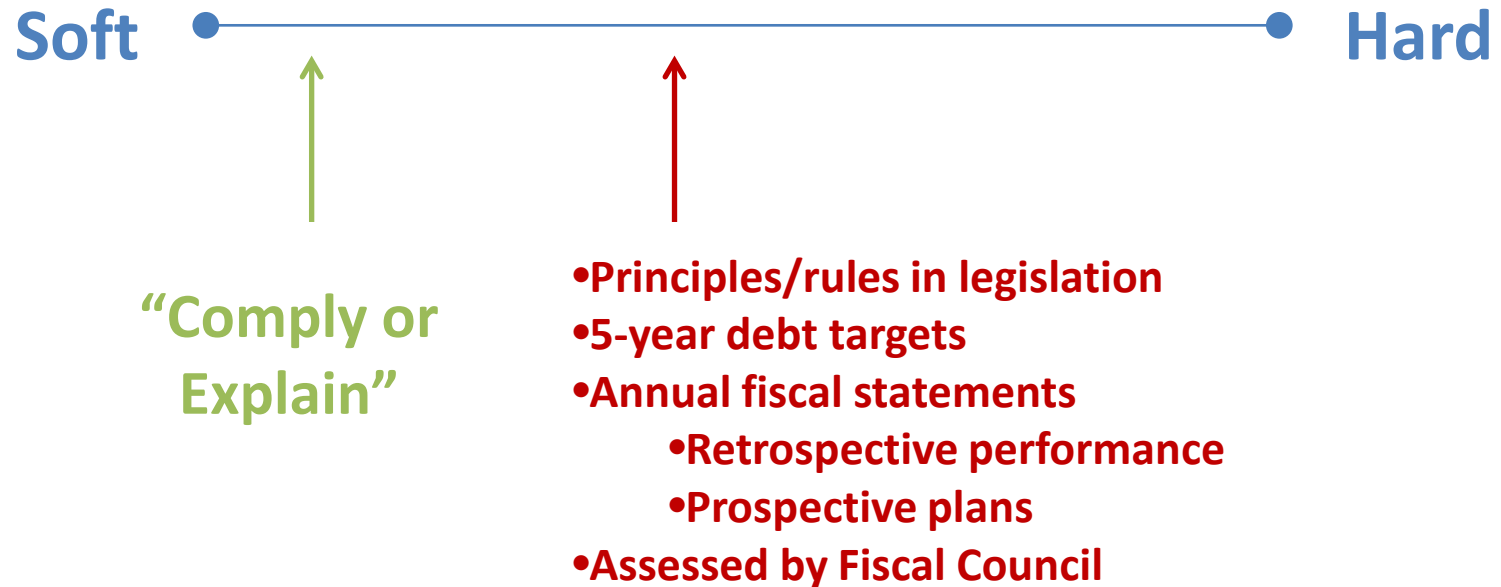 Soft
Hard
“Comply or
Explain”
•Principles/rules in legislation
•5-year debt targets
•Annual fiscal statements
•Retrospective performance
•Prospective plans
•Assessed by Fiscal Council